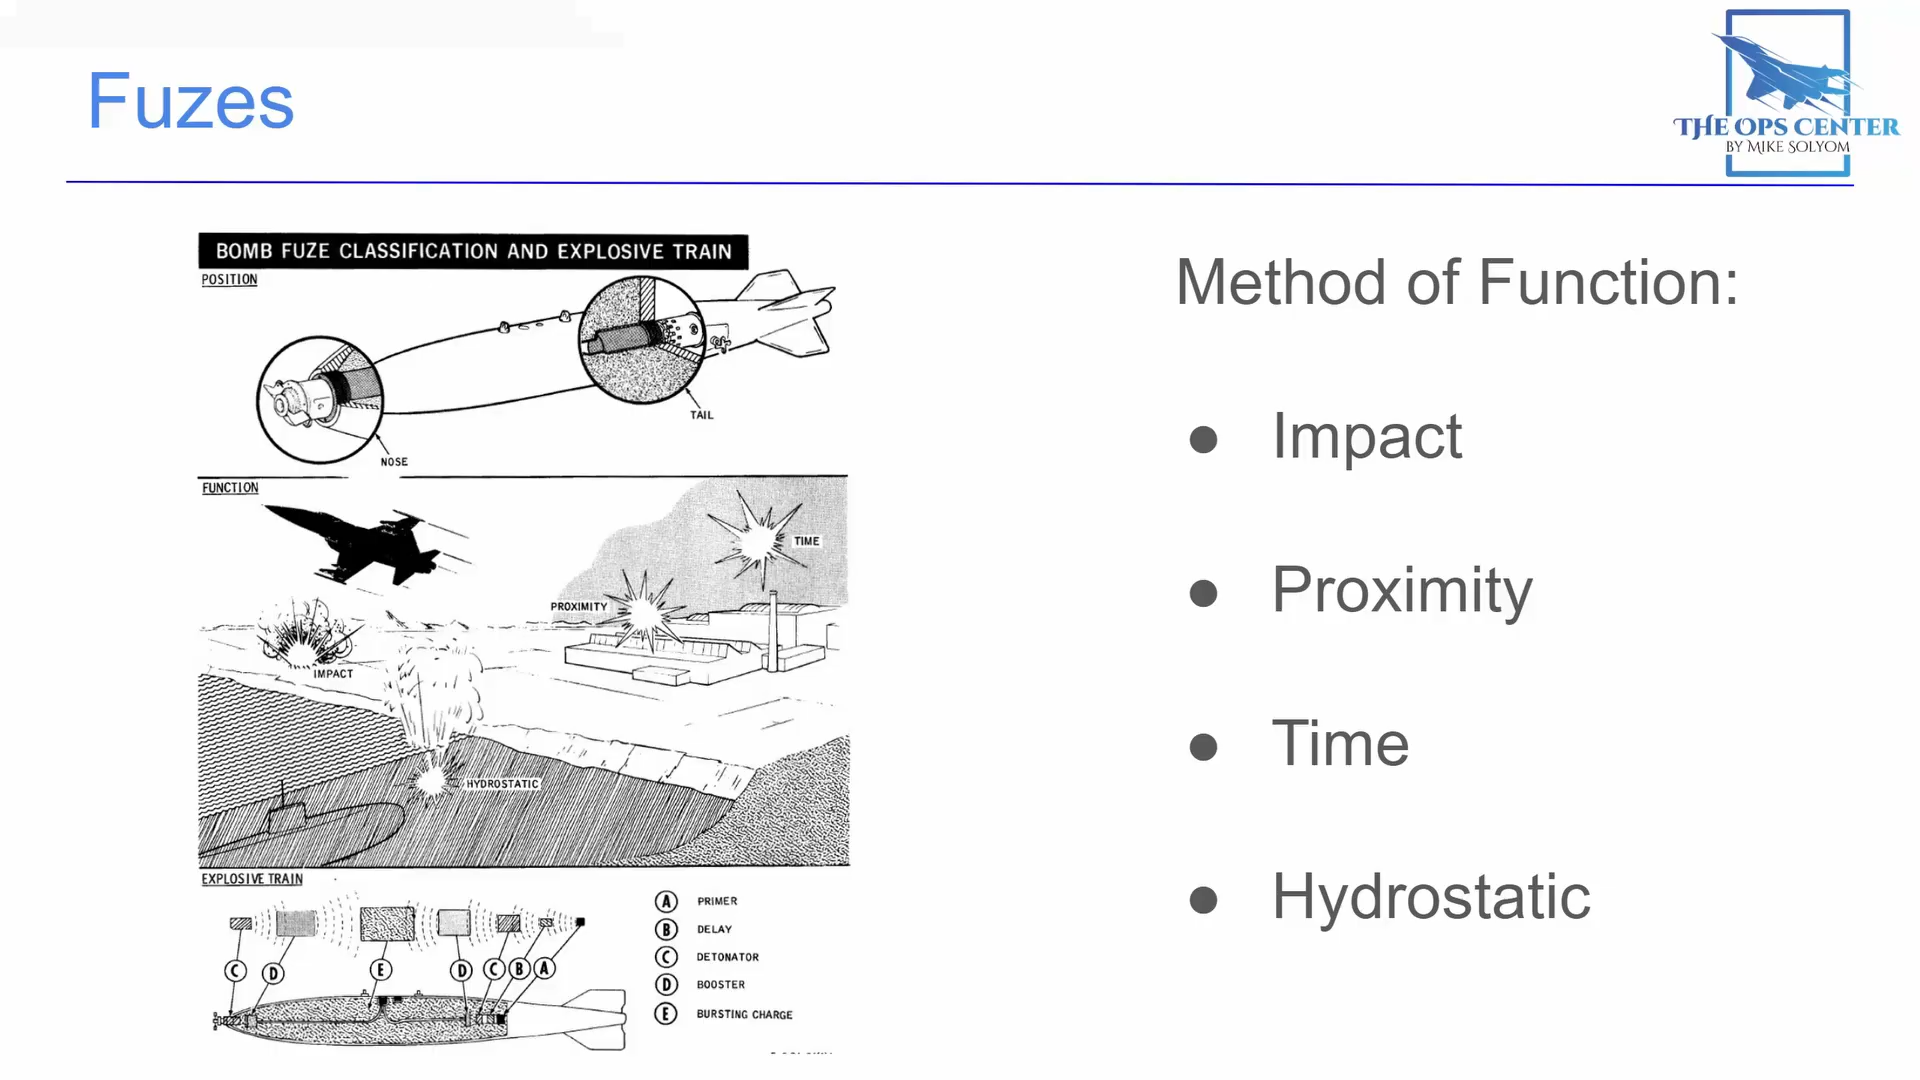 Fuzes
THE OPS CENTER
BY MIKE SOLYOM
BOMB FUZE CLASSIFICATION AND EXPLOSIVE TRAIN
POSITION
TAIL
NOSE
FUNCTION
TIME
PROXIMITY
IMPACT
HYDROSTATIC
EXPLOSIVE TRAIN
A PRIMER
B DELAY
C DETONATOR
D BOOSTER
E BURSTING CHARGE
C D E D C B A
Method of Function:
● Impact
● Proximity
● Time
● Hydrostatic